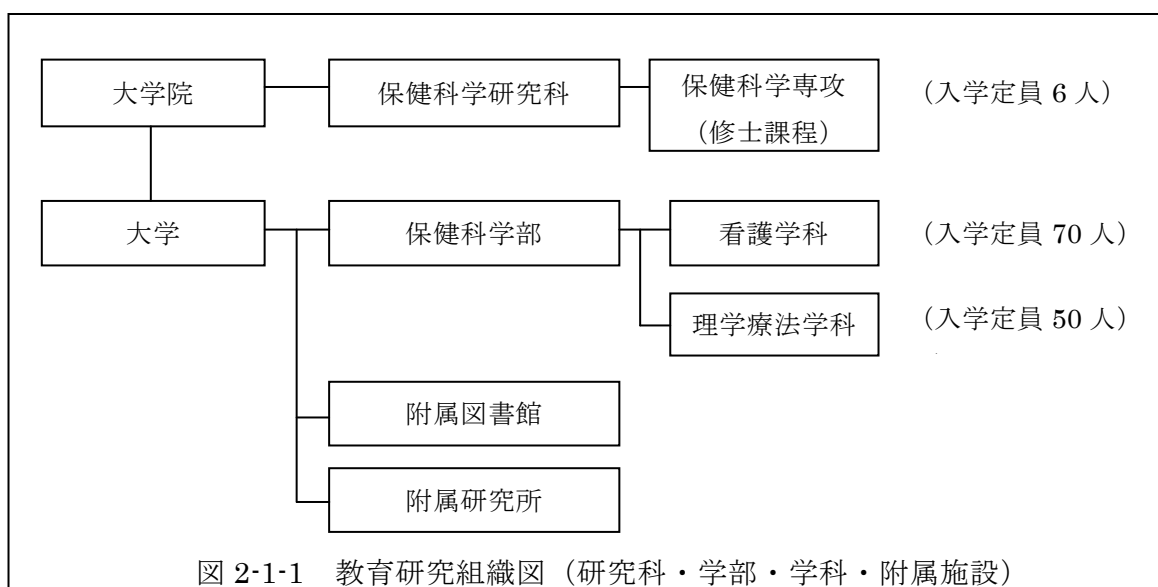 大学院 保健科学研究科 保健科学専攻 (入学定員 6 人)
(修士課程)
大学 保健科学部 看護学科 (入学定員 70 人)
理学療法学科 (入学定員 50 人)
附属図書館
附属研究所
図 2-1-1 教育研究組織図(研究科・学部・学科・附属施設)